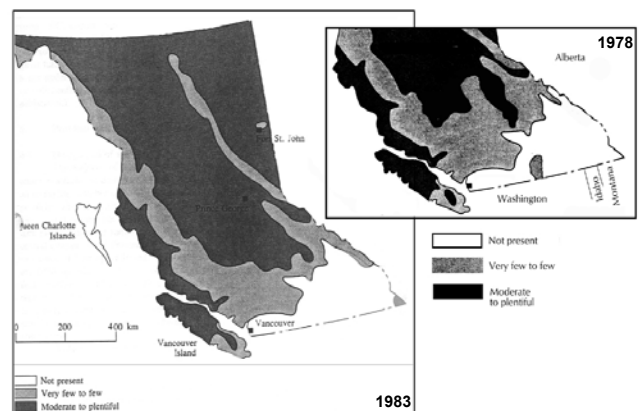 1978
Alberta
Fort St. John
Idaho
Montana
Washington
Prince George
Queen Charlotte
Islands
Not present
Very few to few
Moderate
to plentiful
0 200 400 km
Vancouver
Vancouver
Island
Not present
Very few to few
Moderate to plentiful
1983